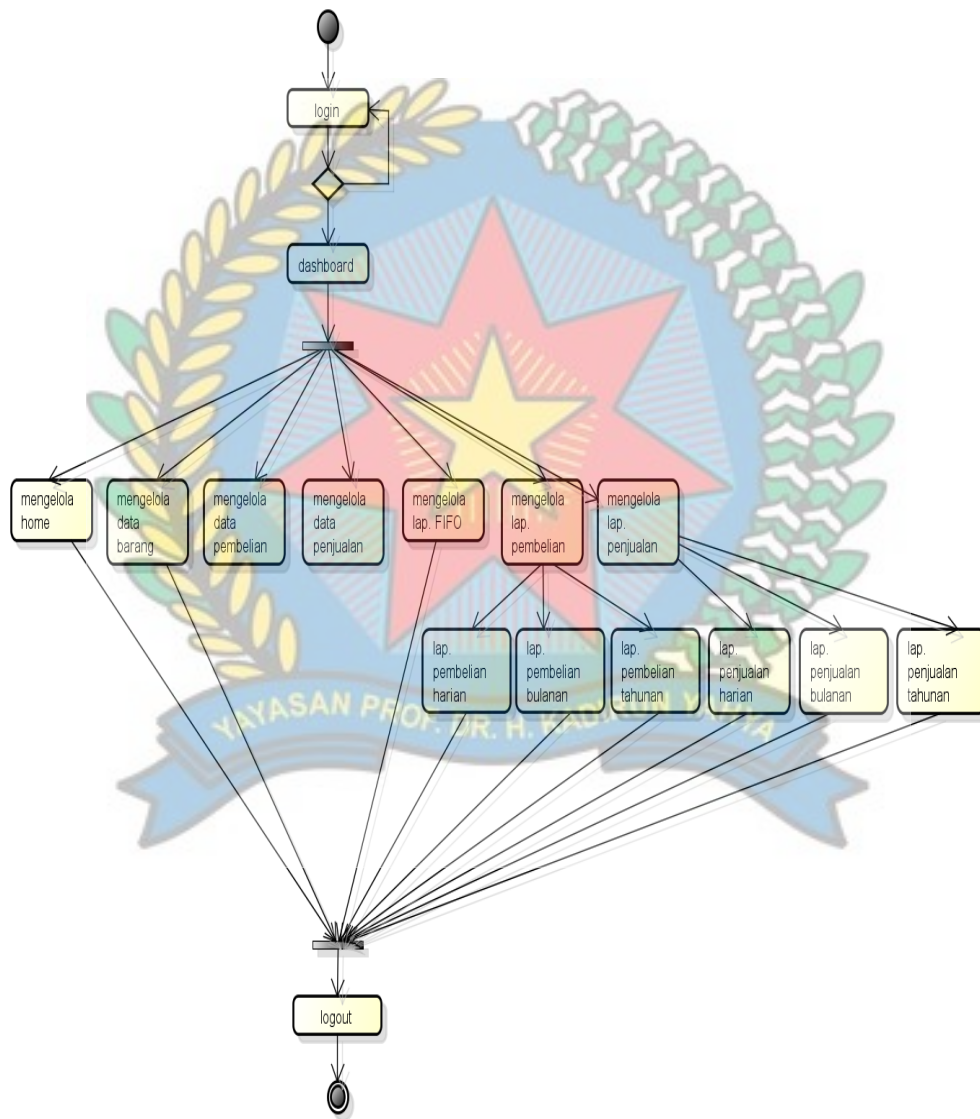 login
dashboard
mengelola
home
mengelola
data
barang
mengelola
data
pembelian
mengelola
data
penjualan
mengelola
lap. FIFO
mengelola
lap.
pembelian
mengelola
lap.
penjualan
lap.
pembelian
harian
lap.
pembelian
bulanan
lap.
pembelian
tahunan
lap.
penjualan
harian
lap.
penjualan
bulanan
lap.
penjualan
tahunan
YAYASAN PROF. DR. H. KADIRUN YAHYA
logout